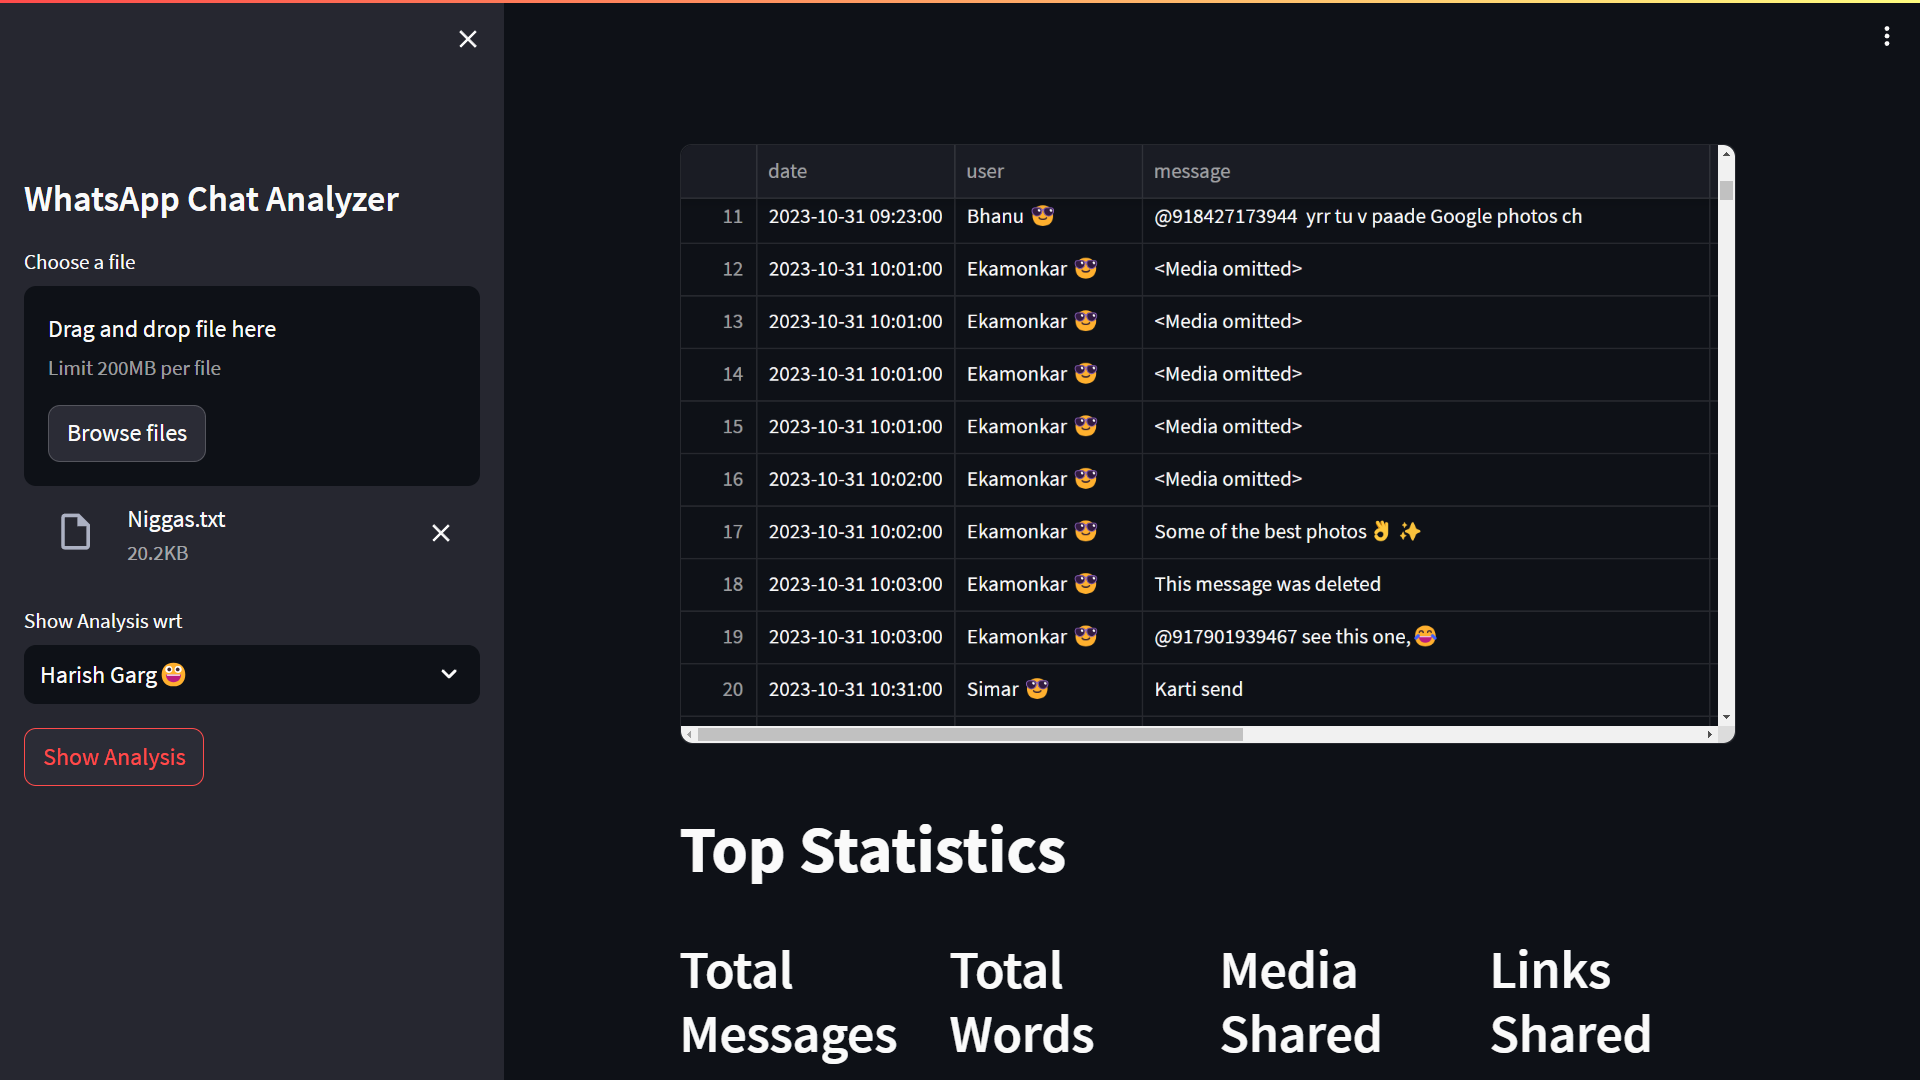 WhatsApp Chat Analyzer
Choose a file
Drag and drop file here
Limit 200MB per file
Browse files
Niggas.txt
20.2KB
Show Analysis wrt
Harish Garg😀
Show Analysis
date user message
11 2023-10-31 09:23:00 Bhanu 😎 @918427173944 yrr tu v paade Google photos ch
12 2023-10-31 10:01:00 Ekamonkar 😎 <Media omitted>
13 2023-10-31 10:01:00 Ekamonkar 😎 <Media omitted>
14 2023-10-31 10:01:00 Ekamonkar 😎 <Media omitted>
15 2023-10-31 10:01:00 Ekamonkar 😎 <Media omitted>
16 2023-10-31 10:02:00 Ekamonkar 😎 <Media omitted>
17 2023-10-31 10:02:00 Ekamonkar 😎 Some of the best photos👌✨
18 2023-10-31 10:03:00 Ekamonkar 😎 This message was deleted
19 2023-10-31 10:03:00 Ekamonkar 😎 @917901939467 see this one,😂
20 2023-10-31 10:31:00 Simar 😎 Karti send
Top Statistics
Total Messages
Total Words
Media Shared
Links Shared